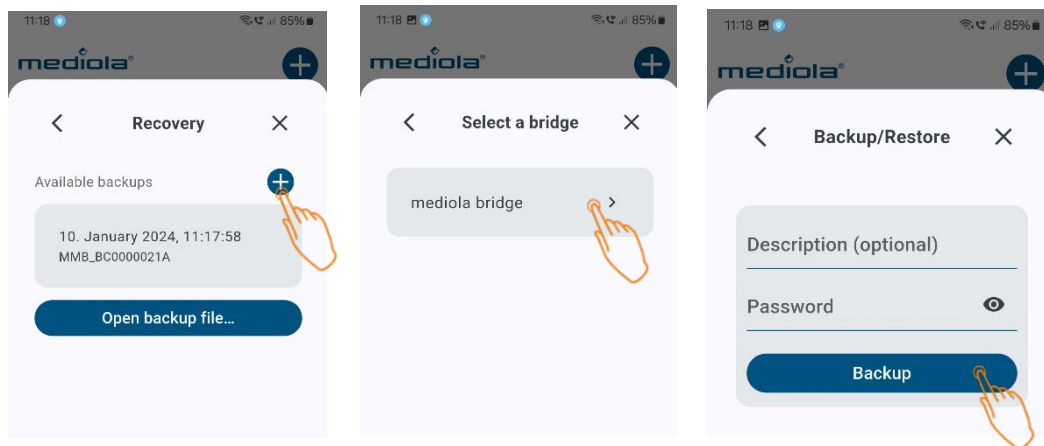 11:18 85%
mediola®
Recovery
Available backups
10. January 2024, 11:17:58
MMB_BC0000021A
Open backup file...
11:18 85%
mediola®
Select a bridge
mediola bridge
11:18 85%
mediola®
Backup/Restore
Description (optional)
Password
Backup